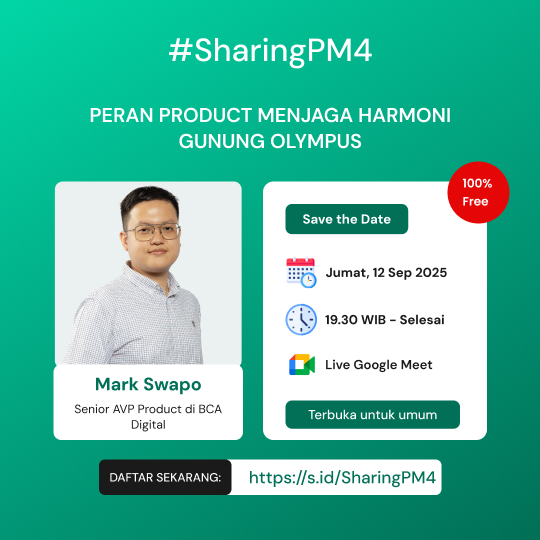 #SharingPM4
PERAN PRODUCT MENJAGA HARMONI
GUNUNG OLYMPUS
100%
Free
Save the Date
Jumat, 12 Sep 2025
19.30 WIB - Selesai
Live Google Meet
Terbuka untuk umum
Mark Swapo
Senior AVP Product di BCA
Digital
DAFTAR SEKARANG:
https://s.id/SharingPM4